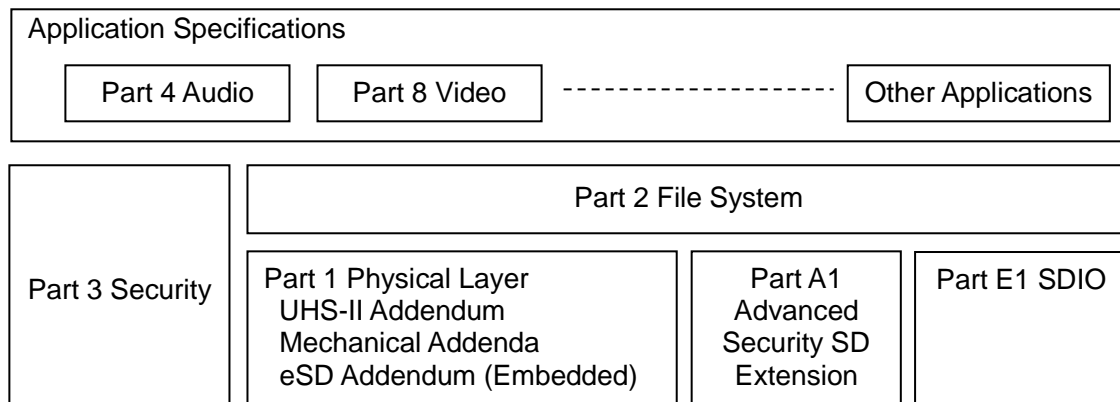 Application Specifications
Part 4 Audio
Part 8 Video
Other Applications
Part 3 Security
Part 2 File System
Part 1 Physical Layer
UHS-II Addendum
Mechanical Addenda
eSD Addendum (Embedded)
Part A1
Advanced
Security SD
Extension
Part E1 SDIO